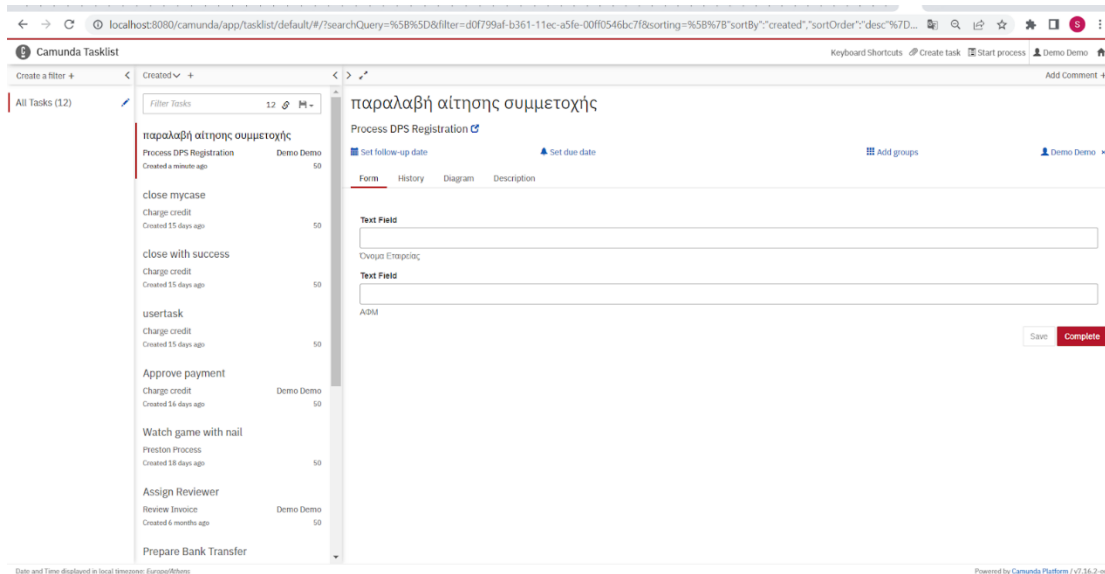 localhost:8080/camunda/app/tasklist/default/#/?searchQuery=%5B%5D&filter=d0f799af-b361-11ec-a5fe-00ff0546bc7f&sorting=%5B%7B"sortBy":"created","sortOrder":"desc"%7D... S
Camunda Tasklist Keyboard Shortcuts Create task Start process Demo Demo
Create a filter + < Created + < > Add Comment +
All Tasks (12)
Filter Tasks 12
παραλαβή αίτησης συμμετοχής
Process DPS Registration Demo Demo
Created a minute ago 50
close mycase
Charge credit
Created 15 days ago 50
close with success
Charge credit
Created 15 days ago 50
usertask
Charge credit
Created 15 days ago 50
Approve payment
Charge credit Demo Demo
Created 16 days ago 50
Watch game with nail
Preston Process
Created 18 days ago 50
Assign Reviewer
Review Invoice Demo Demo
Created 6 months ago 50
Prepare Bank Transfer
παραλαβή αίτησης συμμετοχής
Process DPS Registration
Set follow-up date Set due date Add groups Demo Demo ×
Form History Diagram Description
Text Field
Όνομα Εταιρείας
Text Field
ΑΦΜ
Save Complete
Date and Time displayed in local timezone: Europe/Athens Powered by Camunda Platform / v7.16.2-ee